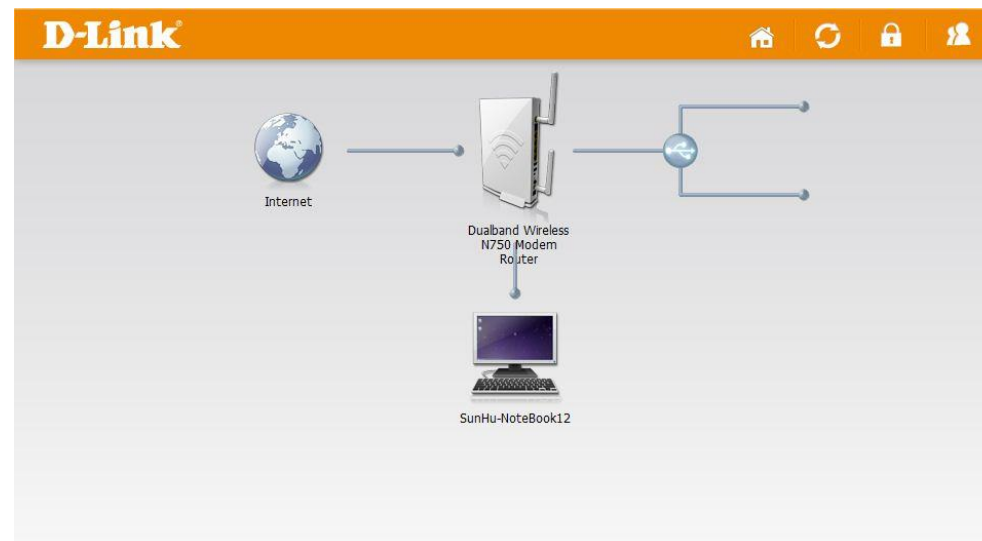 D-Link
Internet
Dualband Wireless
N750 Modem
Router
SunHu-NoteBook12